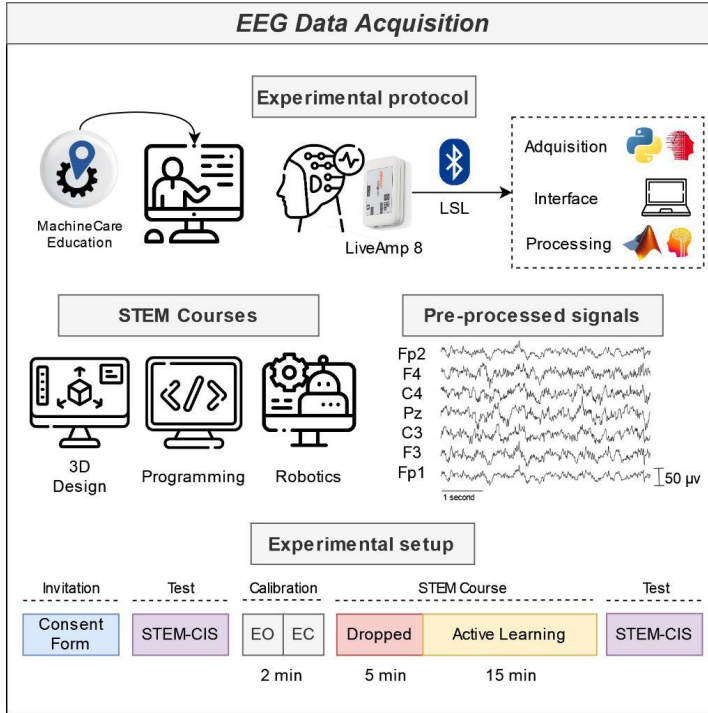 EEG Data Acquisition
Experimental protocol
MachineCare
Education
LiveAmp 8
LSL
Adquisition
Interface
Processing
STEM Courses
Pre-processed signals
3D
Design
Programming
Robotics
Fp2
F4
C4
Pz
C3
F3
Fp1
50 μv
1 second
Experimental setup
Invitation
Test
Calibration
STEM Course
Test
Consent
Form
STEM-CIS
EO
EC
Dropped
Active Learning
STEM-CIS
2 min
5 min
15 min